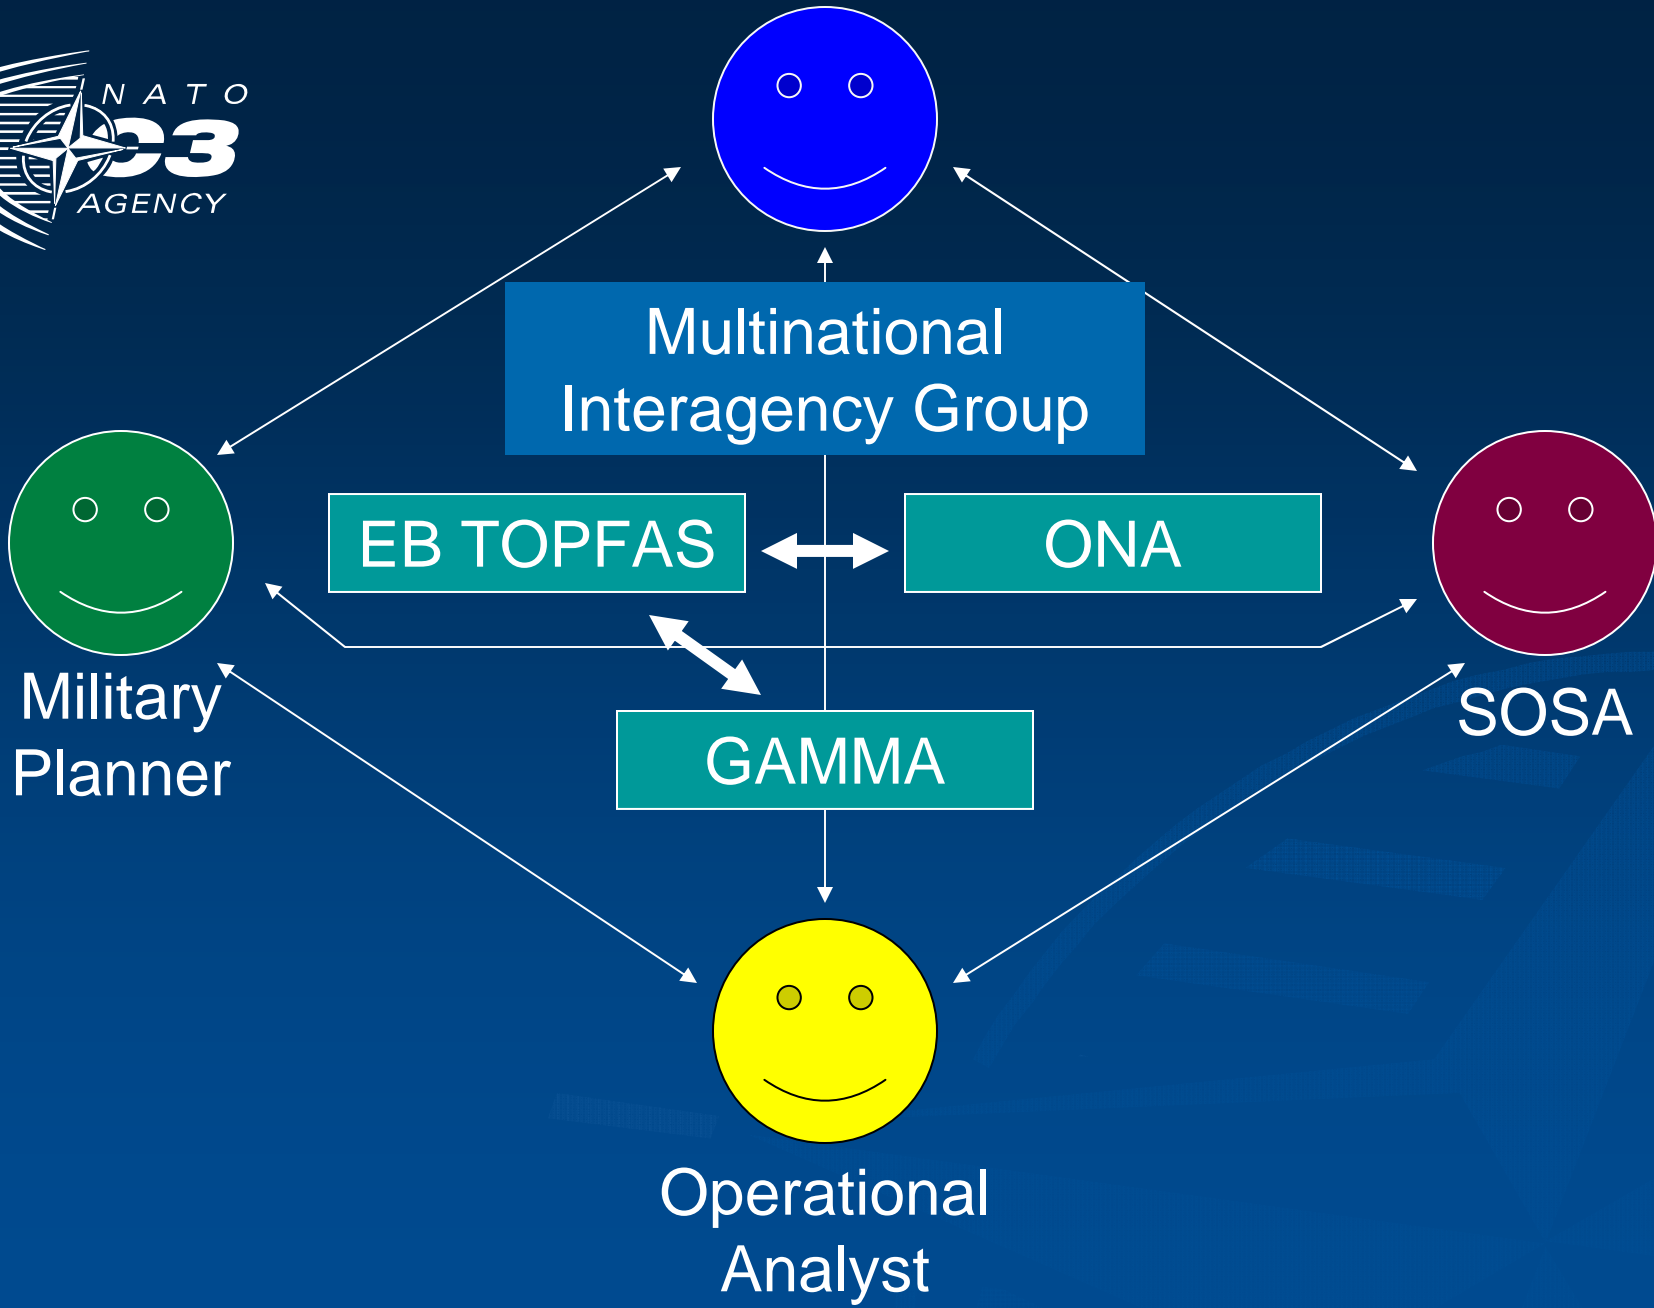 NATO
C3
AGENCY
Multinational
Interagency Group
EB TOPFAS
ONA
GAMMA
Military
Planner
SOSA
Operational
Analyst